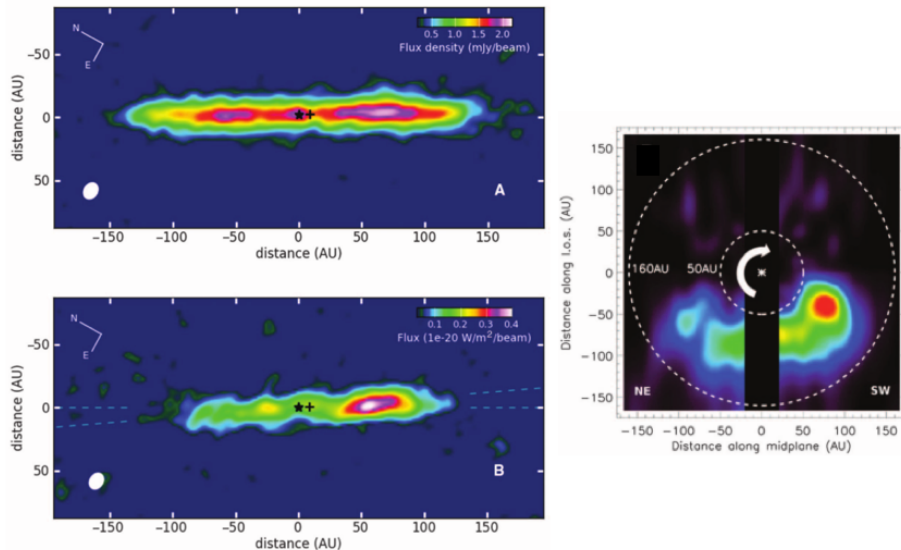 N
E
0.5 1.0 1.5 2.0
Flux density (mJy/beam)
−50
0
50
distance (AU)
A
−150 −100 −50 0 50 100 150
distance (AU)
N
E
0.1 0.2 0.3 0.4
Flux (1e-20 W/m²/beam)
−50
0
50
distance (AU)
B
−150 −100 −50 0 50 100 150
distance (AU)
150
100
50
0
−50
−100
−150
Distance along l.o.s. (AU)
160AU 50AU
NE SW
−150 −100 −50 0 50 100 150
Distance along midplane (AU)